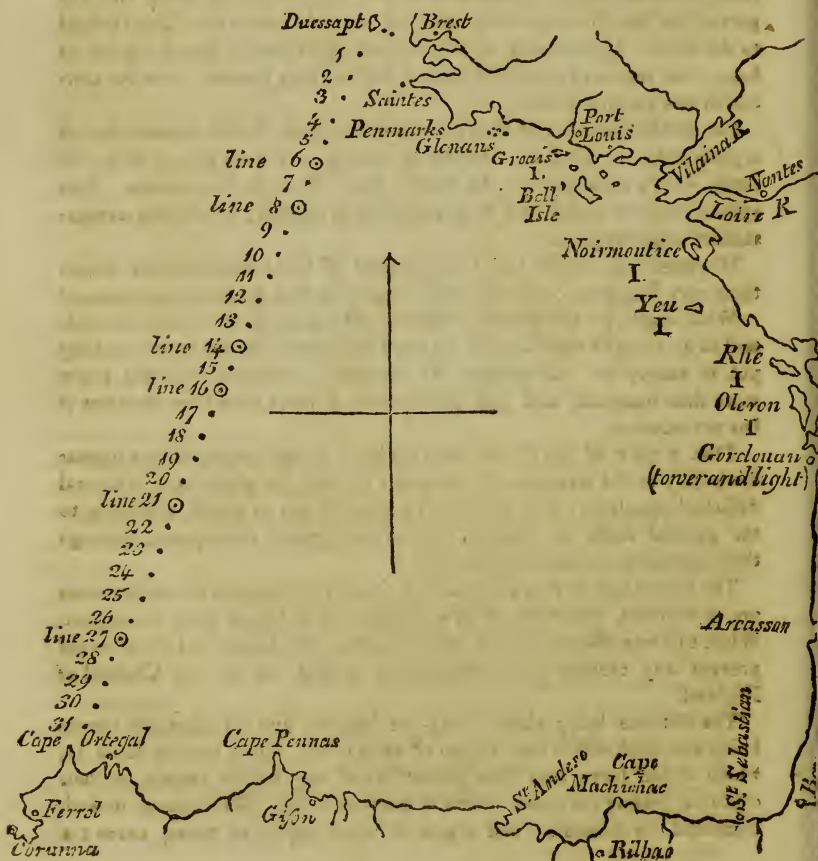 Duessapt
Brest
1
2
3
Saintes
4
Penmarks
5
Glenans
Port
Louis
line 6
Groais
I.
Vilaina R
7
Bell
Isle
Nantes
line 8
Loire R
9
10
Noirmoutice
I.
11
12
Yeu
I.
13
line 14
Rhé
I
15
line 16
Oleron
I
17
18
Gordouan
(tower and light)
19
20
line 21
22
23
24
25
26
Arcasson
line 27
28
29
30
31
Cape Ortegal
Cape Pennas
St. Andero
Cape
Machichac
St. Sebastian
Ferrol
Gijon
Corunna
Bilbao